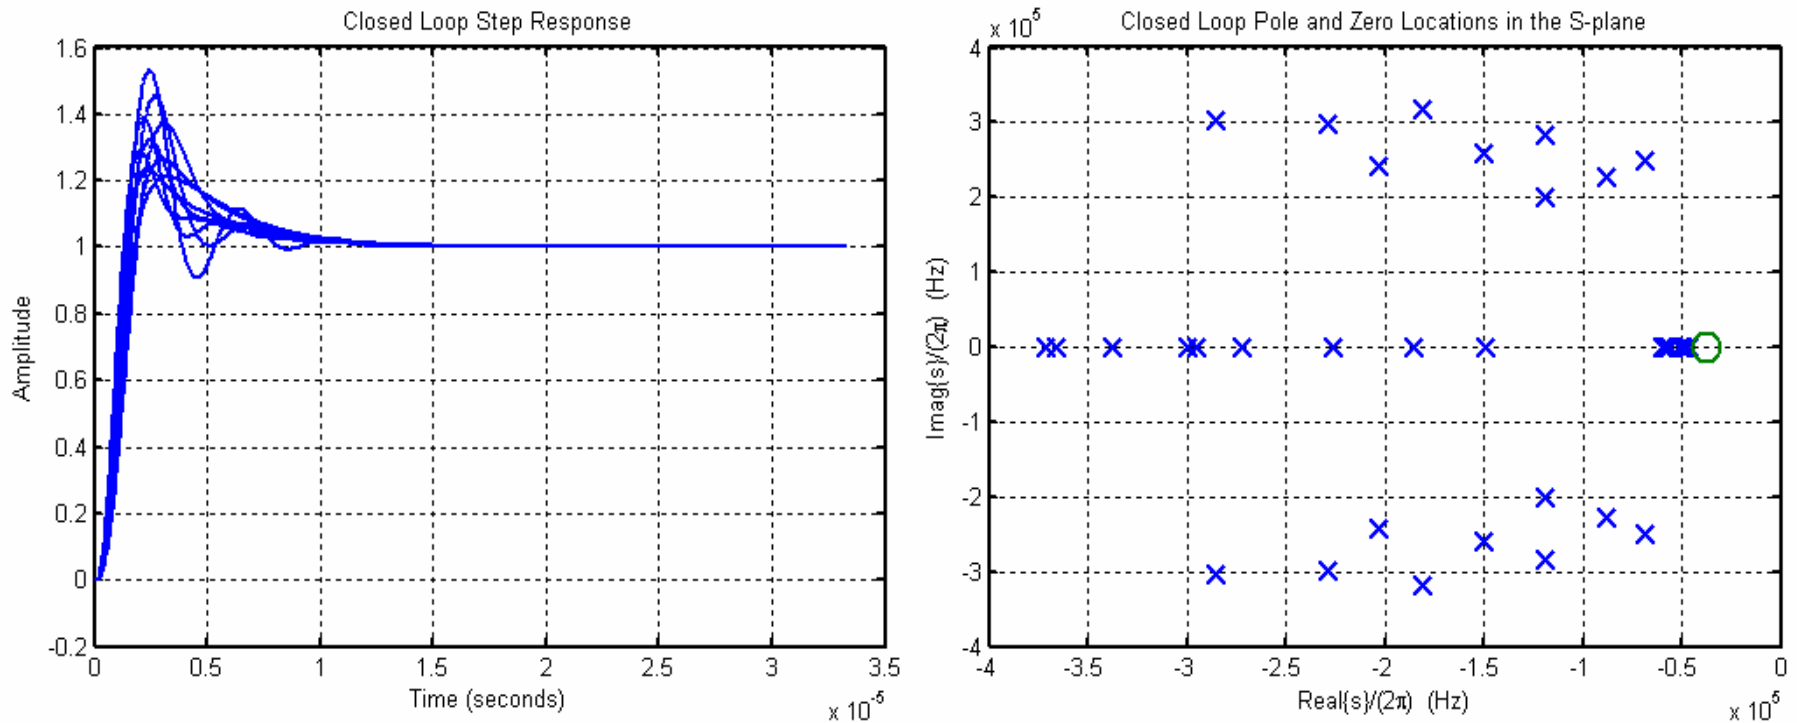 Closed Loop Step Response
1.6
1.4
1.2
1
0.8
0.6
0.4
0.2
0
-0.2
Amplitude
0 0.5 1 1.5 2 2.5 3 3.5
Time (seconds)
x 10^-5
Closed Loop Pole and Zero Locations in the S-plane
x 10^5
4
3
2
1
0
-1
-2
-3
-4
Imag{s}/(2π) (Hz)
-4 -3.5 -3 -2.5 -2 -1.5 -1 -0.5 0
Real{s}/(2π) (Hz)
x 10^5